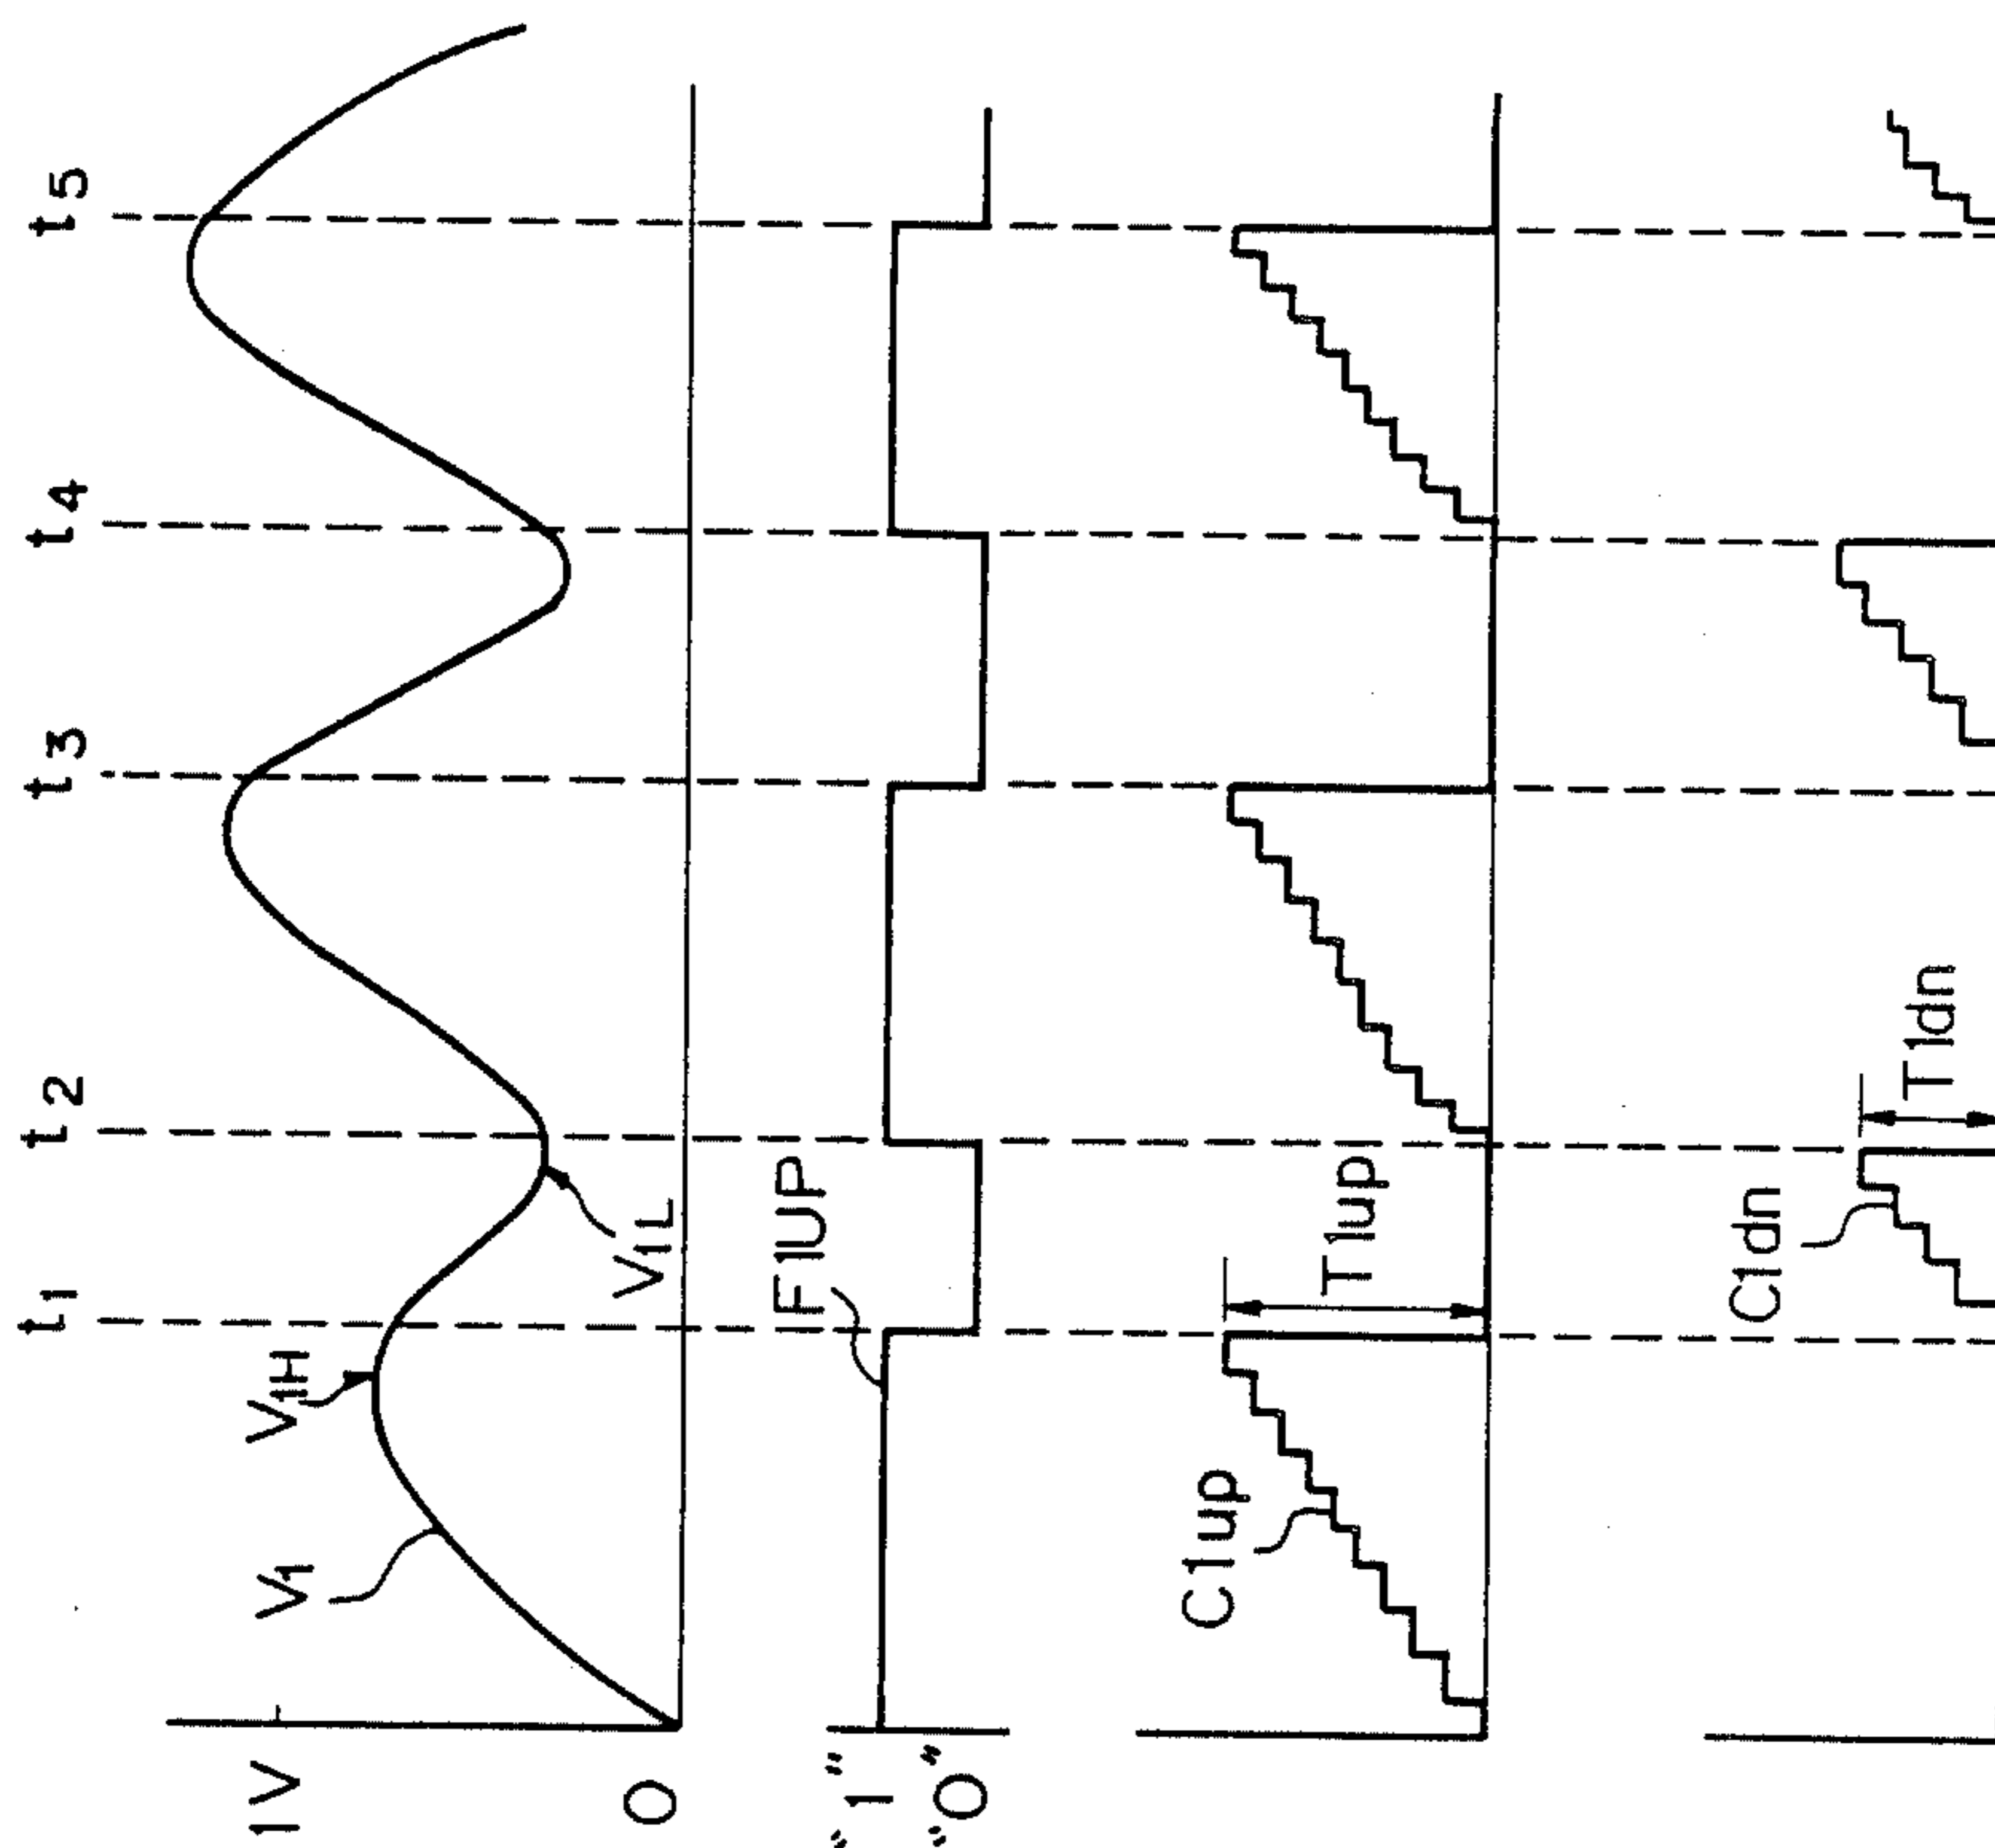 t1 t2 t3 t4 t5
1V
V1
V1H
V1L
0
"1"
"0"
F1UP
C1up
T1up
C1dn
T1dn